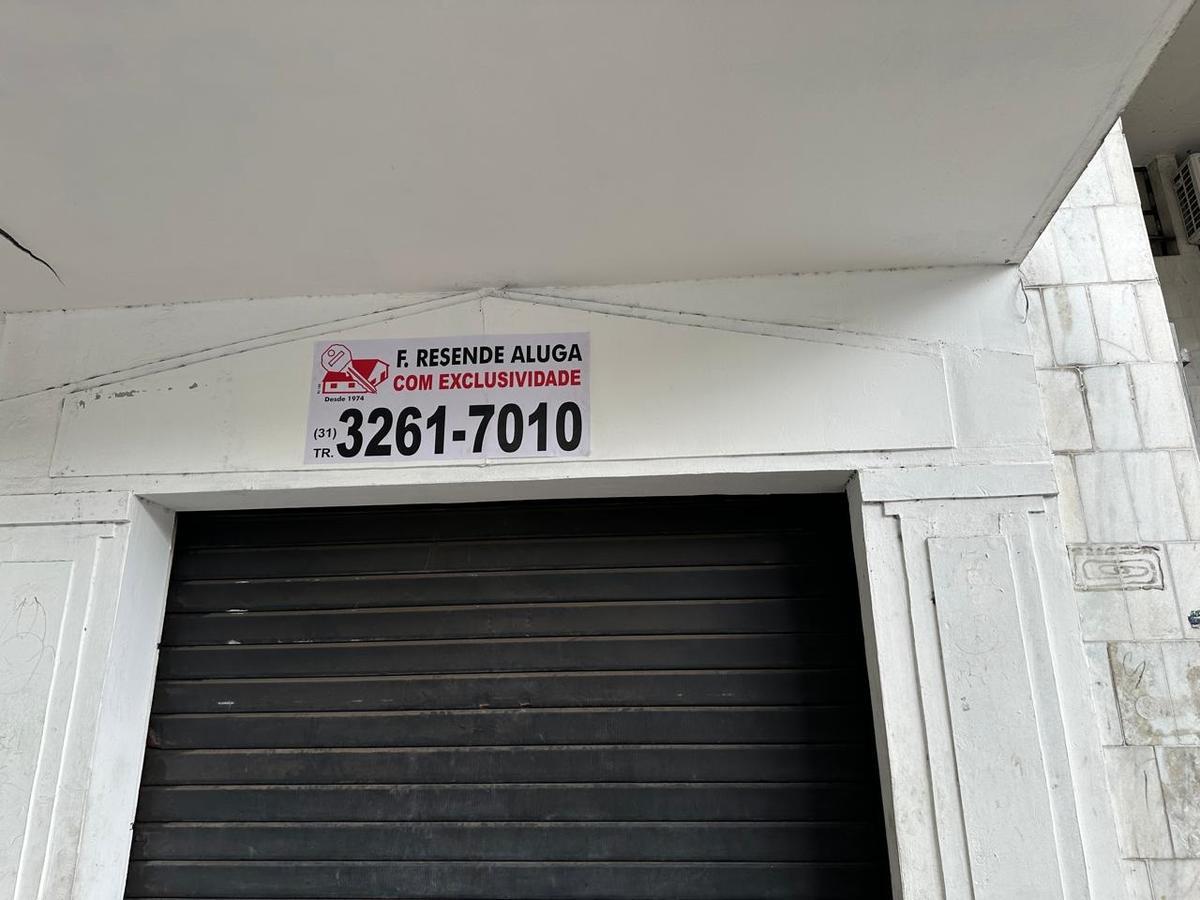 F. RESENDE ALUGA
COM EXCLUSIVIDADE
Desde 1974
(31)
TR. 3261-7010